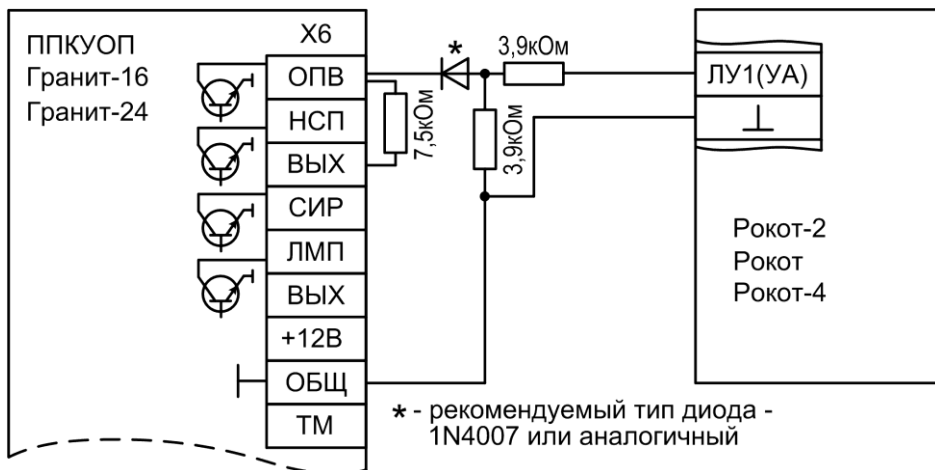 ППКУОП
Гранит-16
Гранит-24
X6
ОПВ
НСП
ВЫХ
СИР
ЛМП
ВЫХ
+12В
ОБЩ
ТМ
7,5кОм
*
3,9кОм
3,9кОм
ЛУ1(УА)
Рокот-2
Рокот
Рокот-4
* - рекомендуемый тип диода -
1N4007 или аналогичный